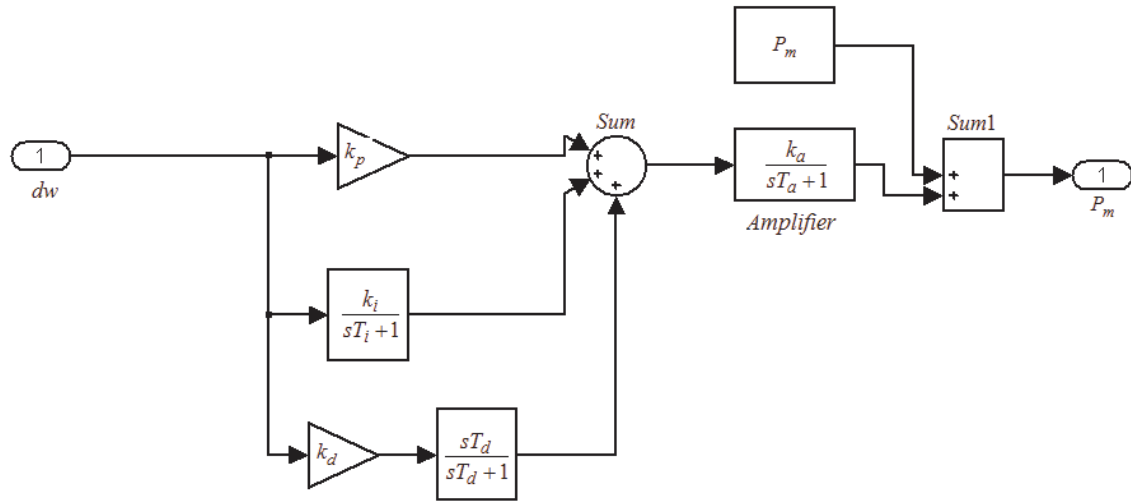 P_m
Sum
Sum1
1
dw
k_p
+
+
+
k_a
sT_a + 1
Amplifier
+
+
1
P_m
k_i
sT_i + 1
k_d
sT_d
sT_d + 1